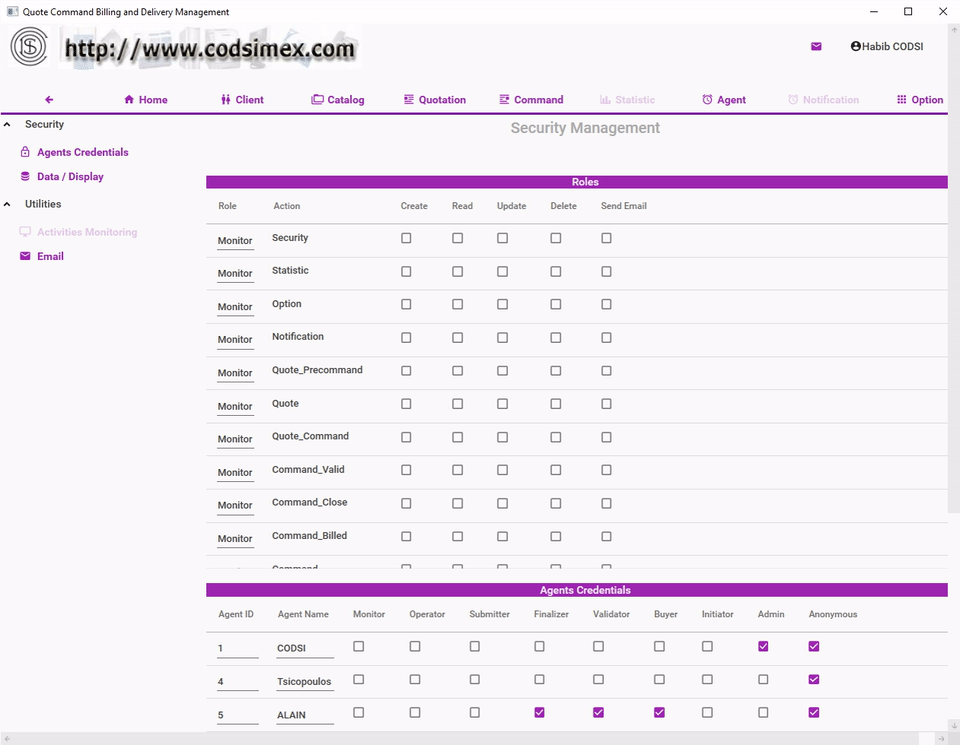 Quote Command Billing and Delivery Management
http://www.codsimex.com
Habib CODSI
Home Client Catalog Quotation Command Statistic Agent Notification Option
Security
Agents Credentials
Data / Display
Utilities
Activities Monitoring
Email
Security Management
Roles
Role Action Create Read Update Delete Send Email
Monitor Security
Monitor Statistic
Monitor Option
Monitor Notification
Monitor Quote_Precommand
Monitor Quote
Monitor Quote_Command
Monitor Command_Valid
Monitor Command_Close
Monitor Command_Billed
Command
Agents Credentials
Agent ID Agent Name Monitor Operator Submitter Finalizer Validator Buyer Initiator Admin Anonymous
1 CODSI
4 Tsicopoulos
5 ALAIN